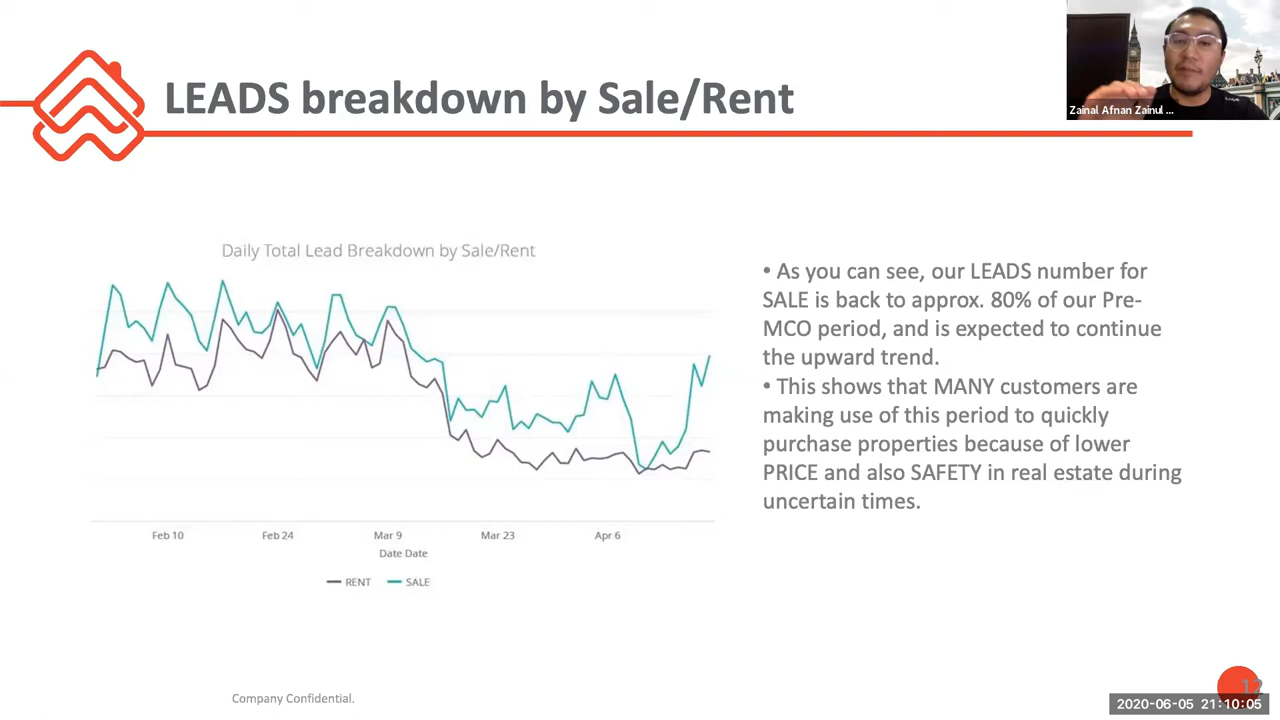 LEADS breakdown by Sale/Rent
Zainal Afnan Zainul ...
Daily Total Lead Breakdown by Sale/Rent
Feb 10 Feb 24 Mar 9 Mar 23 Apr 6
Date Date
RENT SALE
• As you can see, our LEADS number for
SALE is back to approx. 80% of our Pre-
MCO period, and is expected to continue
the upward trend.
• This shows that MANY customers are
making use of this period to quickly
purchase properties because of lower
PRICE and also SAFETY in real estate during
uncertain times.
Company Confidential.
12
2020-06-05 21:10:05